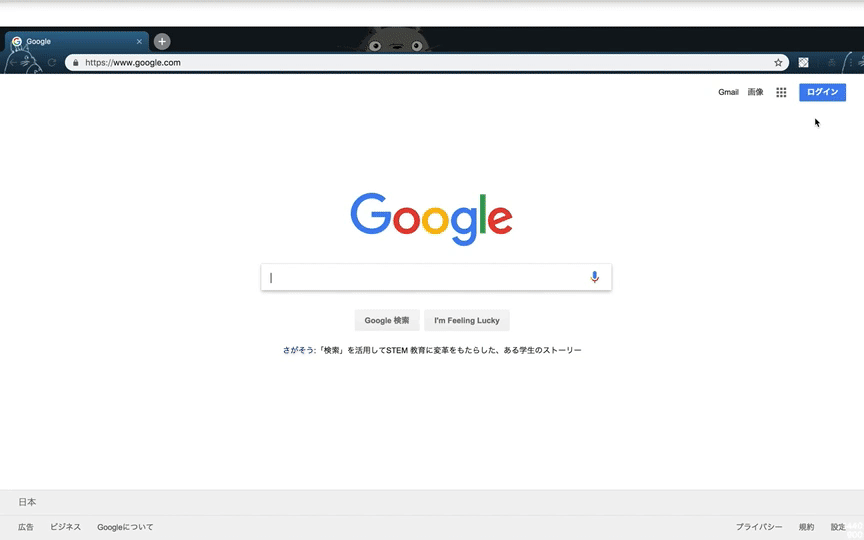 Google
https://www.google.com
Gmail 画像 ログイン
Google
Google 検索 I'm Feeling Lucky
さがそう:「検索」を活用してSTEM 教育に変革をもたらした、ある学生のストーリー
日本
広告 ビジネス Googleについて プライバシー 規約 設定